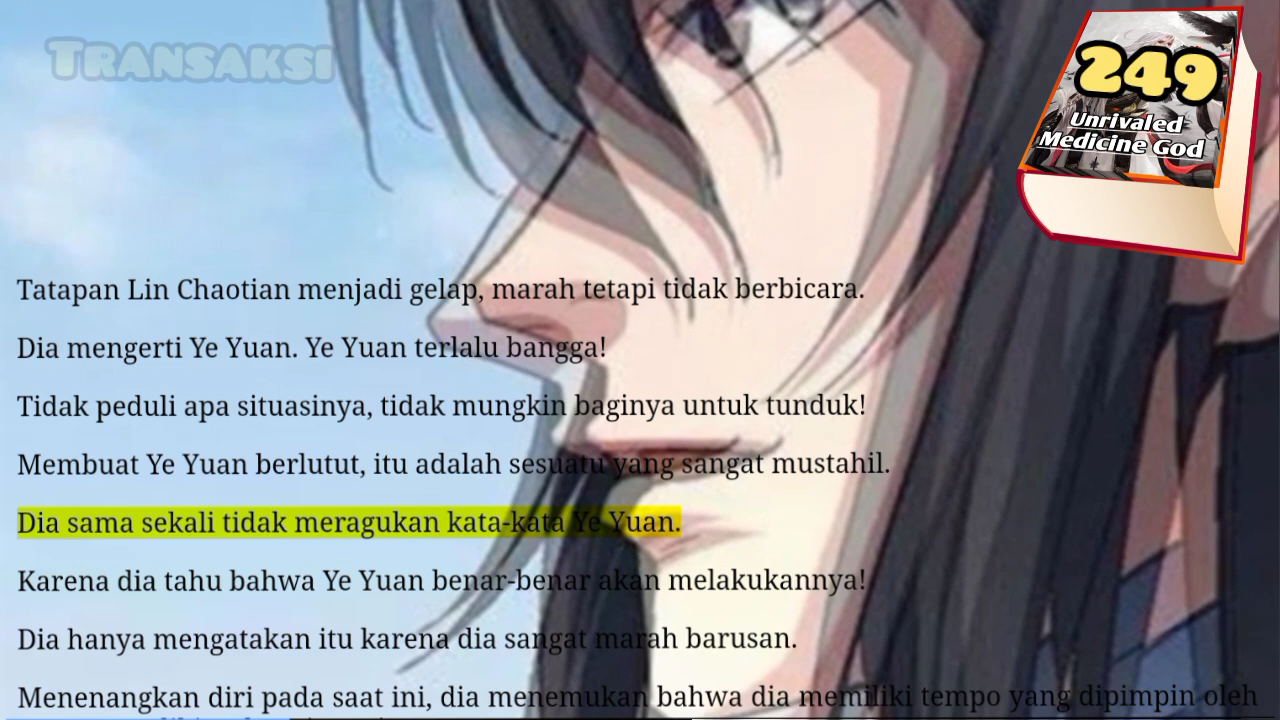 TRANSAKSI
249
Unrivaled
Medicine God
Tatapan Lin Chaotian menjadi gelap, marah tetapi tidak berbicara.
Dia mengerti Ye Yuan. Ye Yuan terlalu bangga!
Tidak peduli apa situasinya, tidak mungkin baginya untuk tunduk!
Membuat Ye Yuan berlutut, itu adalah sesuatu yang sangat mustahil.
Dia sama sekali tidak meragukan kata-kata Ye Yuan.
Karena dia tahu bahwa Ye Yuan benar-benar akan melakukannya!
Dia hanya mengatakan itu karena dia sangat marah barusan.
Menenangkan diri pada saat ini, dia menemukan bahwa dia memiliki tempo yang dipimpin oleh